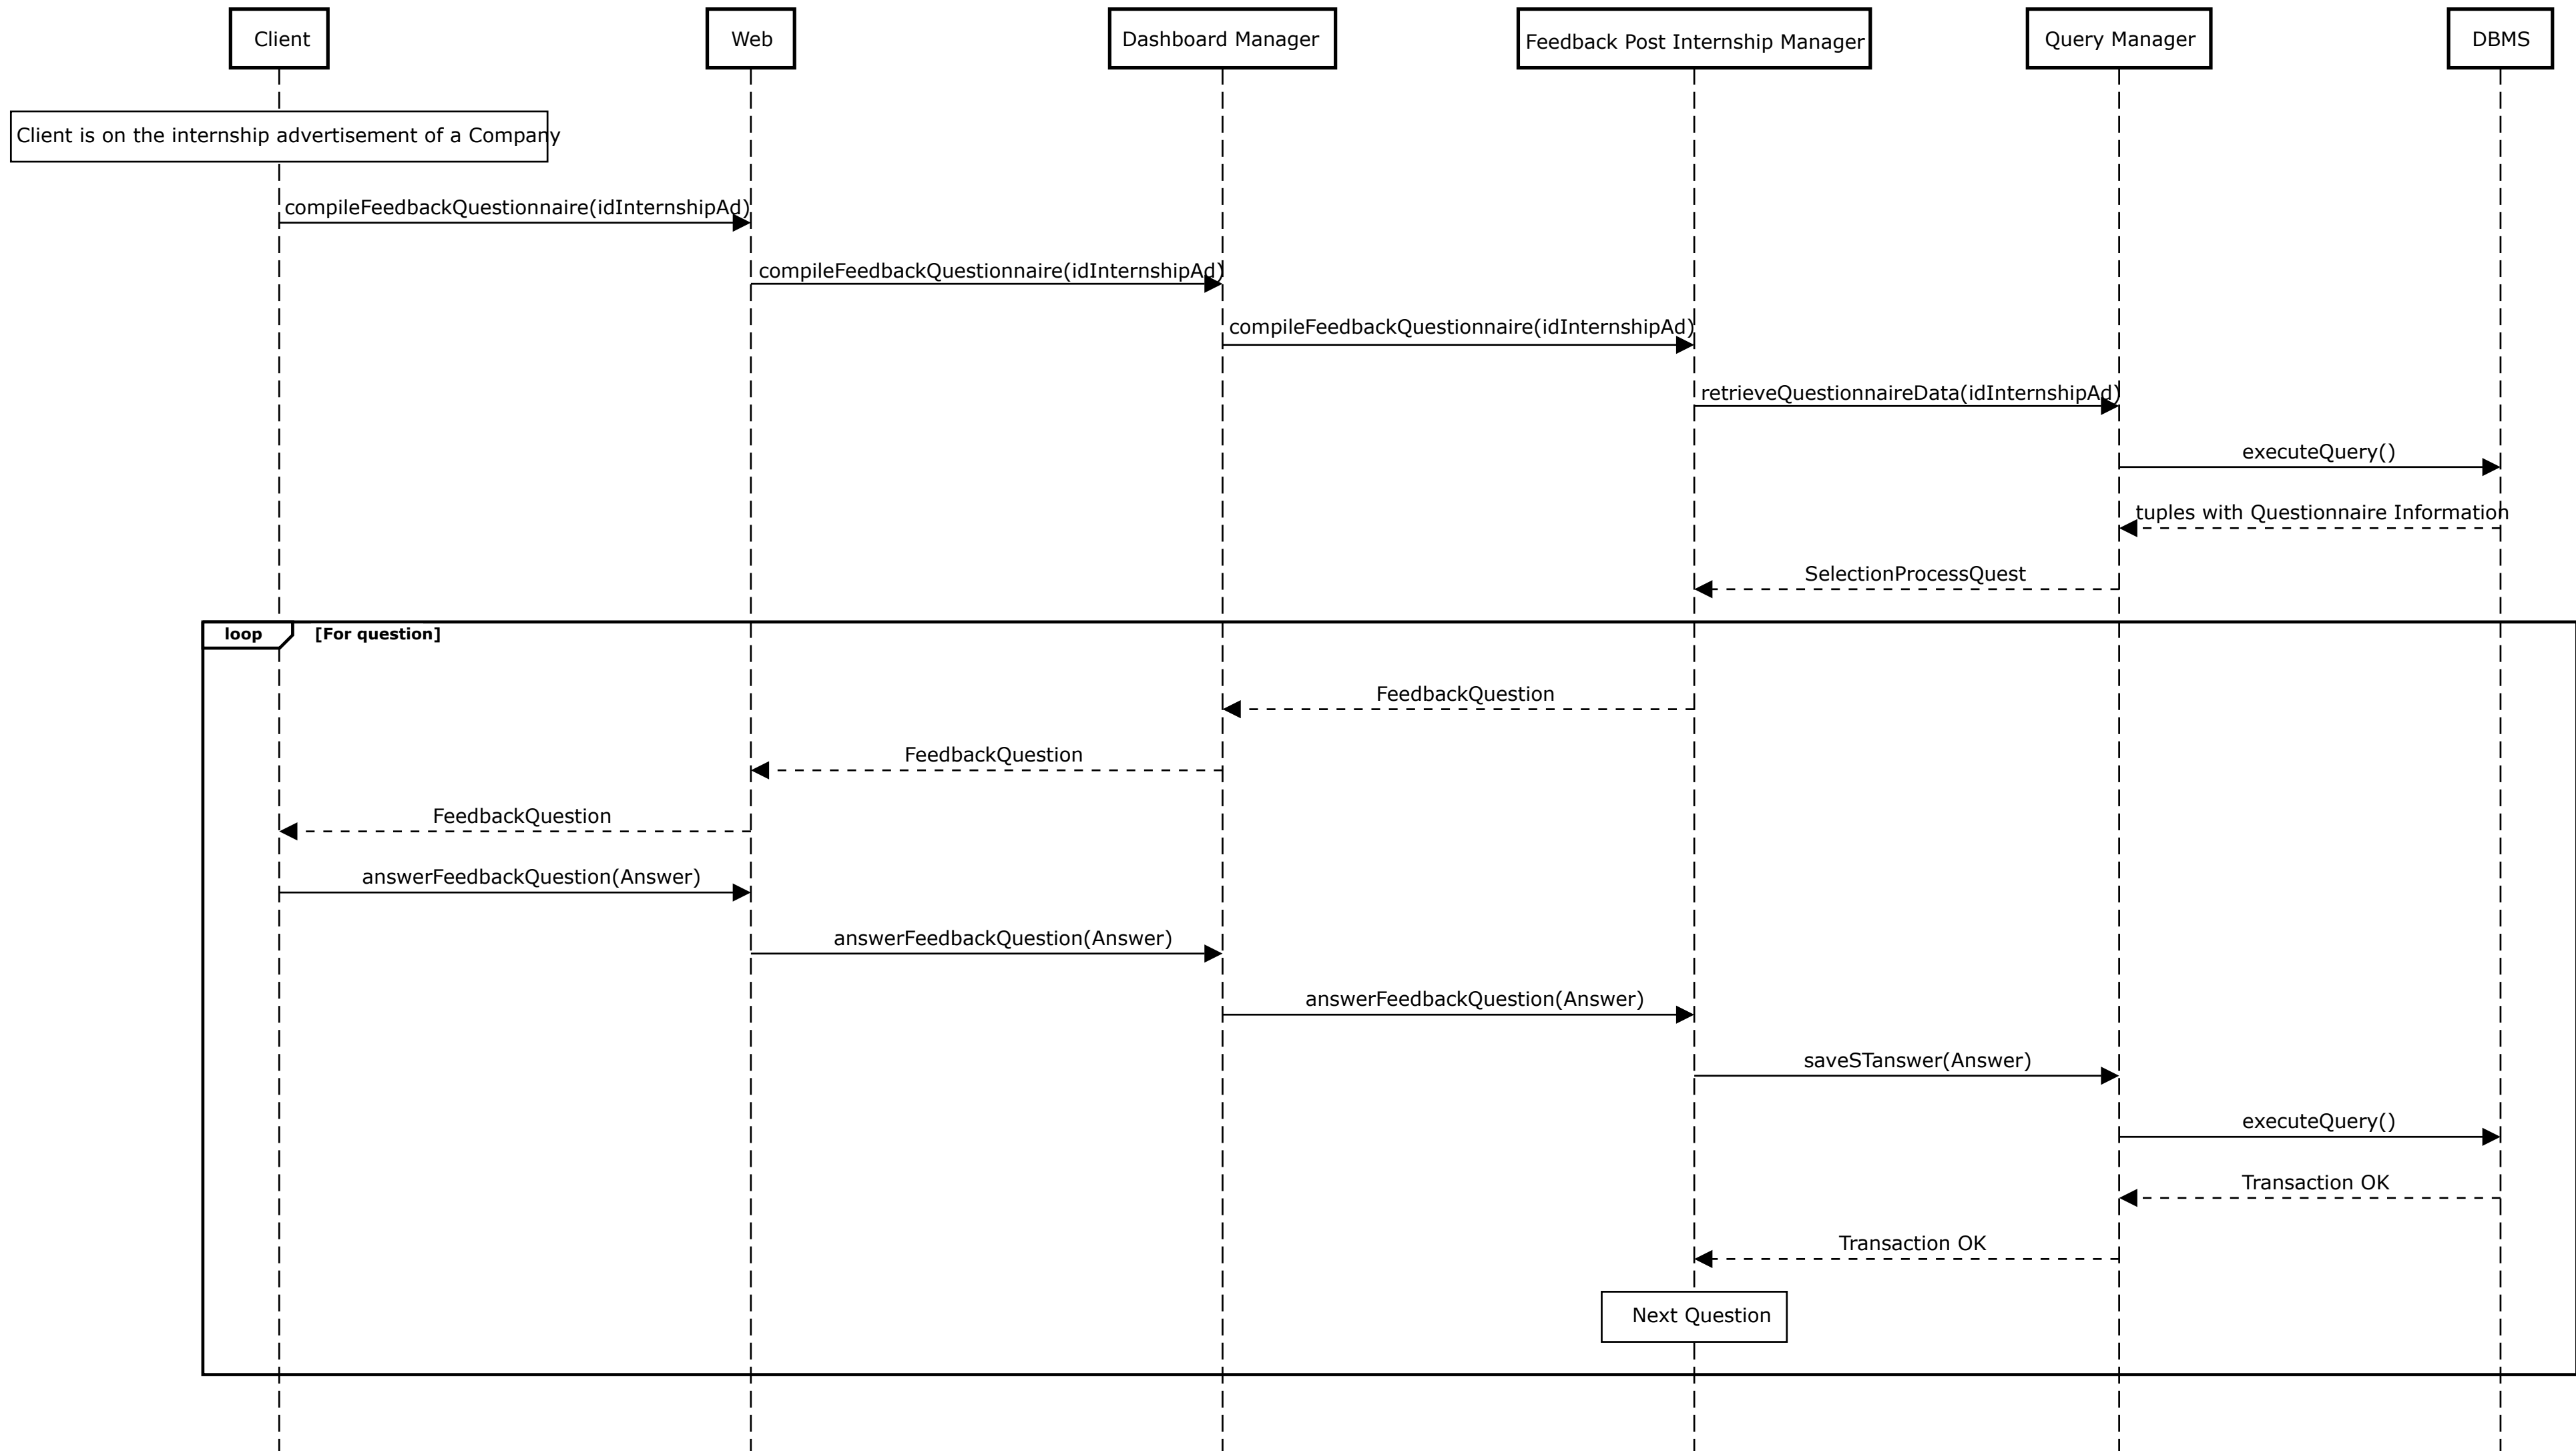 Client
Web
Dashboard Manager
Feedback Post Internship Manager
Query Manager
DBMS
Client is on the internship advertisement of a Company
compileFeedbackQuestionnaire(idInternshipAd)
compileFeedbackQuestionnaire(idInternshipAd)
compileFeedbackQuestionnaire(idInternshipAd)
retrieveQuestionnaireData(idInternshipAd)
executeQuery()
tuples with Questionnaire Information
SelectionProcessQuest
loop [For question]
FeedbackQuestion
FeedbackQuestion
FeedbackQuestion
answerFeedbackQuestion(Answer)
answerFeedbackQuestion(Answer)
answerFeedbackQuestion(Answer)
saveSTanswer(Answer)
executeQuery()
Transaction OK
Transaction OK
Next Question